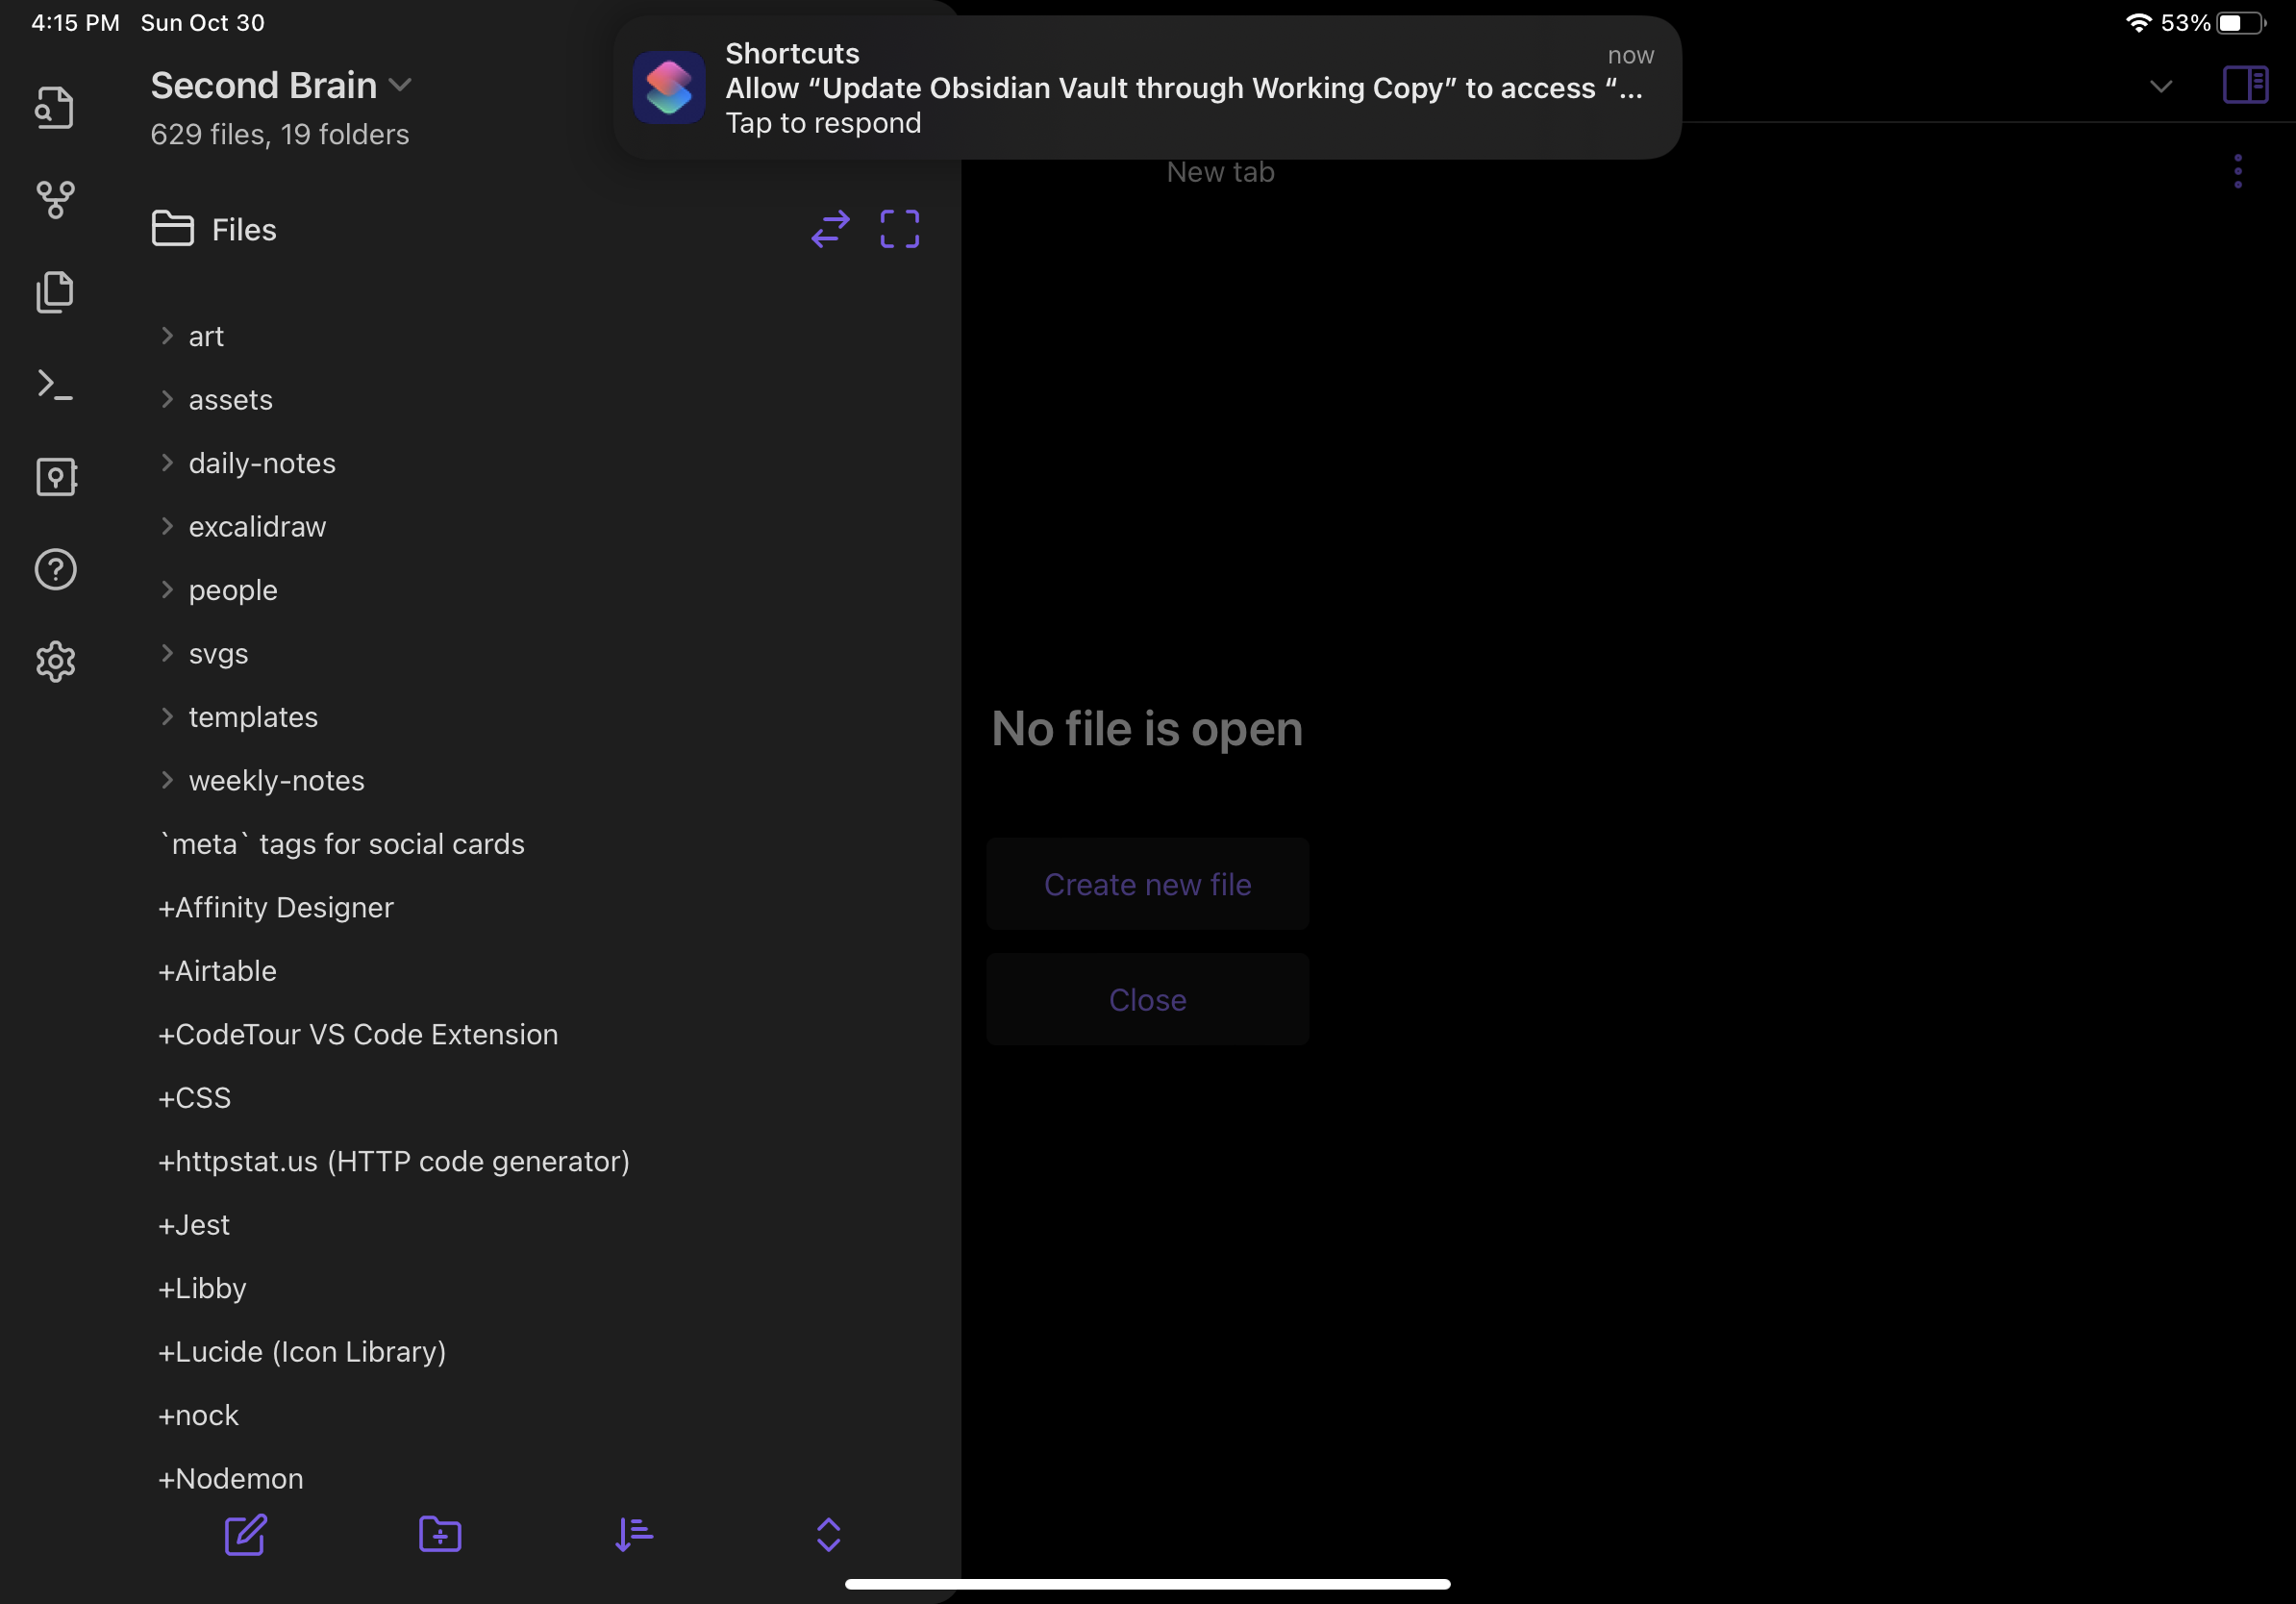 4:15 PM Sun Oct 30
53%
Shortcuts
now
Allow “Update Obsidian Vault through Working Copy” to access “...
Tap to respond
Second Brain
629 files, 19 folders
New tab
Files
art
assets
daily-notes
excalidraw
people
svgs
templates
weekly-notes
`meta` tags for social cards
+Affinity Designer
+Airtable
+CodeTour VS Code Extension
+CSS
+httpstat.us (HTTP code generator)
+Jest
+Libby
+Lucide (Icon Library)
+nock
+Nodemon
No file is open
Create new file
Close